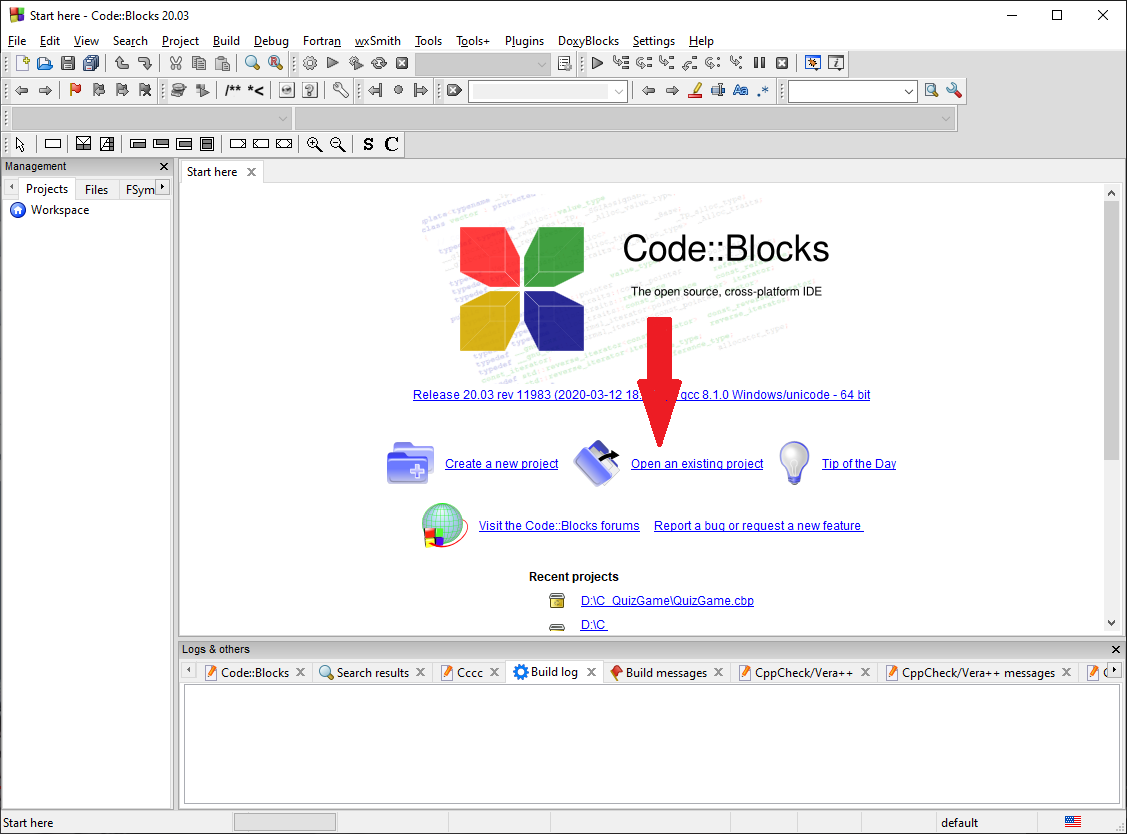 Start here - Code::Blocks 20.03
File Edit View Search Project Build Debug Fortran wxSmith Tools Tools+ Plugins DoxyBlocks Settings Help
/** *<
Aa .*
S C
Management
Projects Files FSym
Workspace
Start here
Code::Blocks
The open source, cross-platform IDE
Release 20.03 rev 11983 (2020-03-12 18 gcc 8.1.0 Windows/unicode - 64 bit
Create a new project Open an existing project Tip of the Day
Visit the Code::Blocks forums Report a bug or request a new feature
Recent projects
D:\C_QuizGame\QuizGame.cbp
D:\C
Logs & others
Code::Blocks Search results Cccc Build log Build messages CppCheck/Vera++ CppCheck/Vera++ messages
Start here default